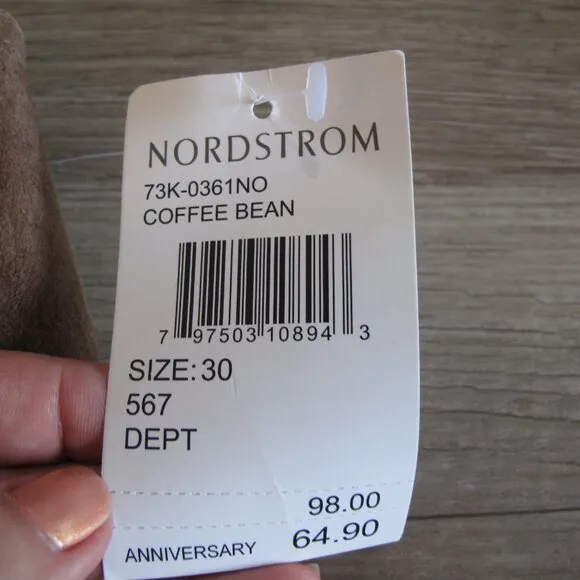 NORDSTROM
73K-0361NO
COFFEE BEAN
7 97503 10894 3
SIZE: 30
567
DEPT
98.00
ANNIVERSARY 64.90